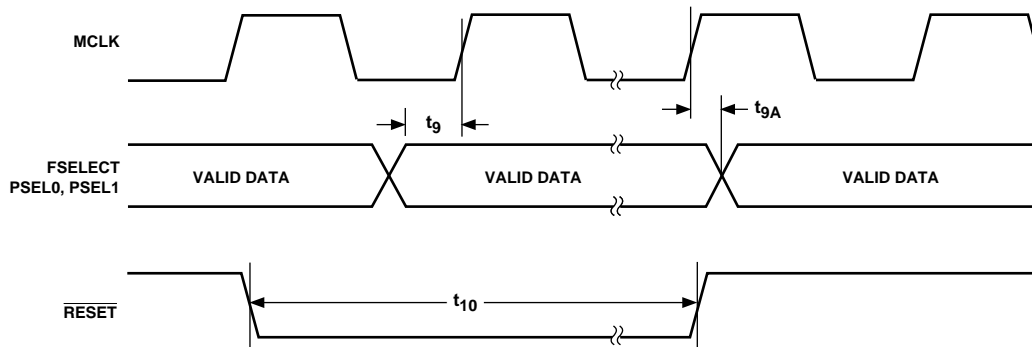 MCLK
t9
t9A
FSELECT
PSEL0, PSEL1
VALID DATA
VALID DATA
VALID DATA
RESET
t10